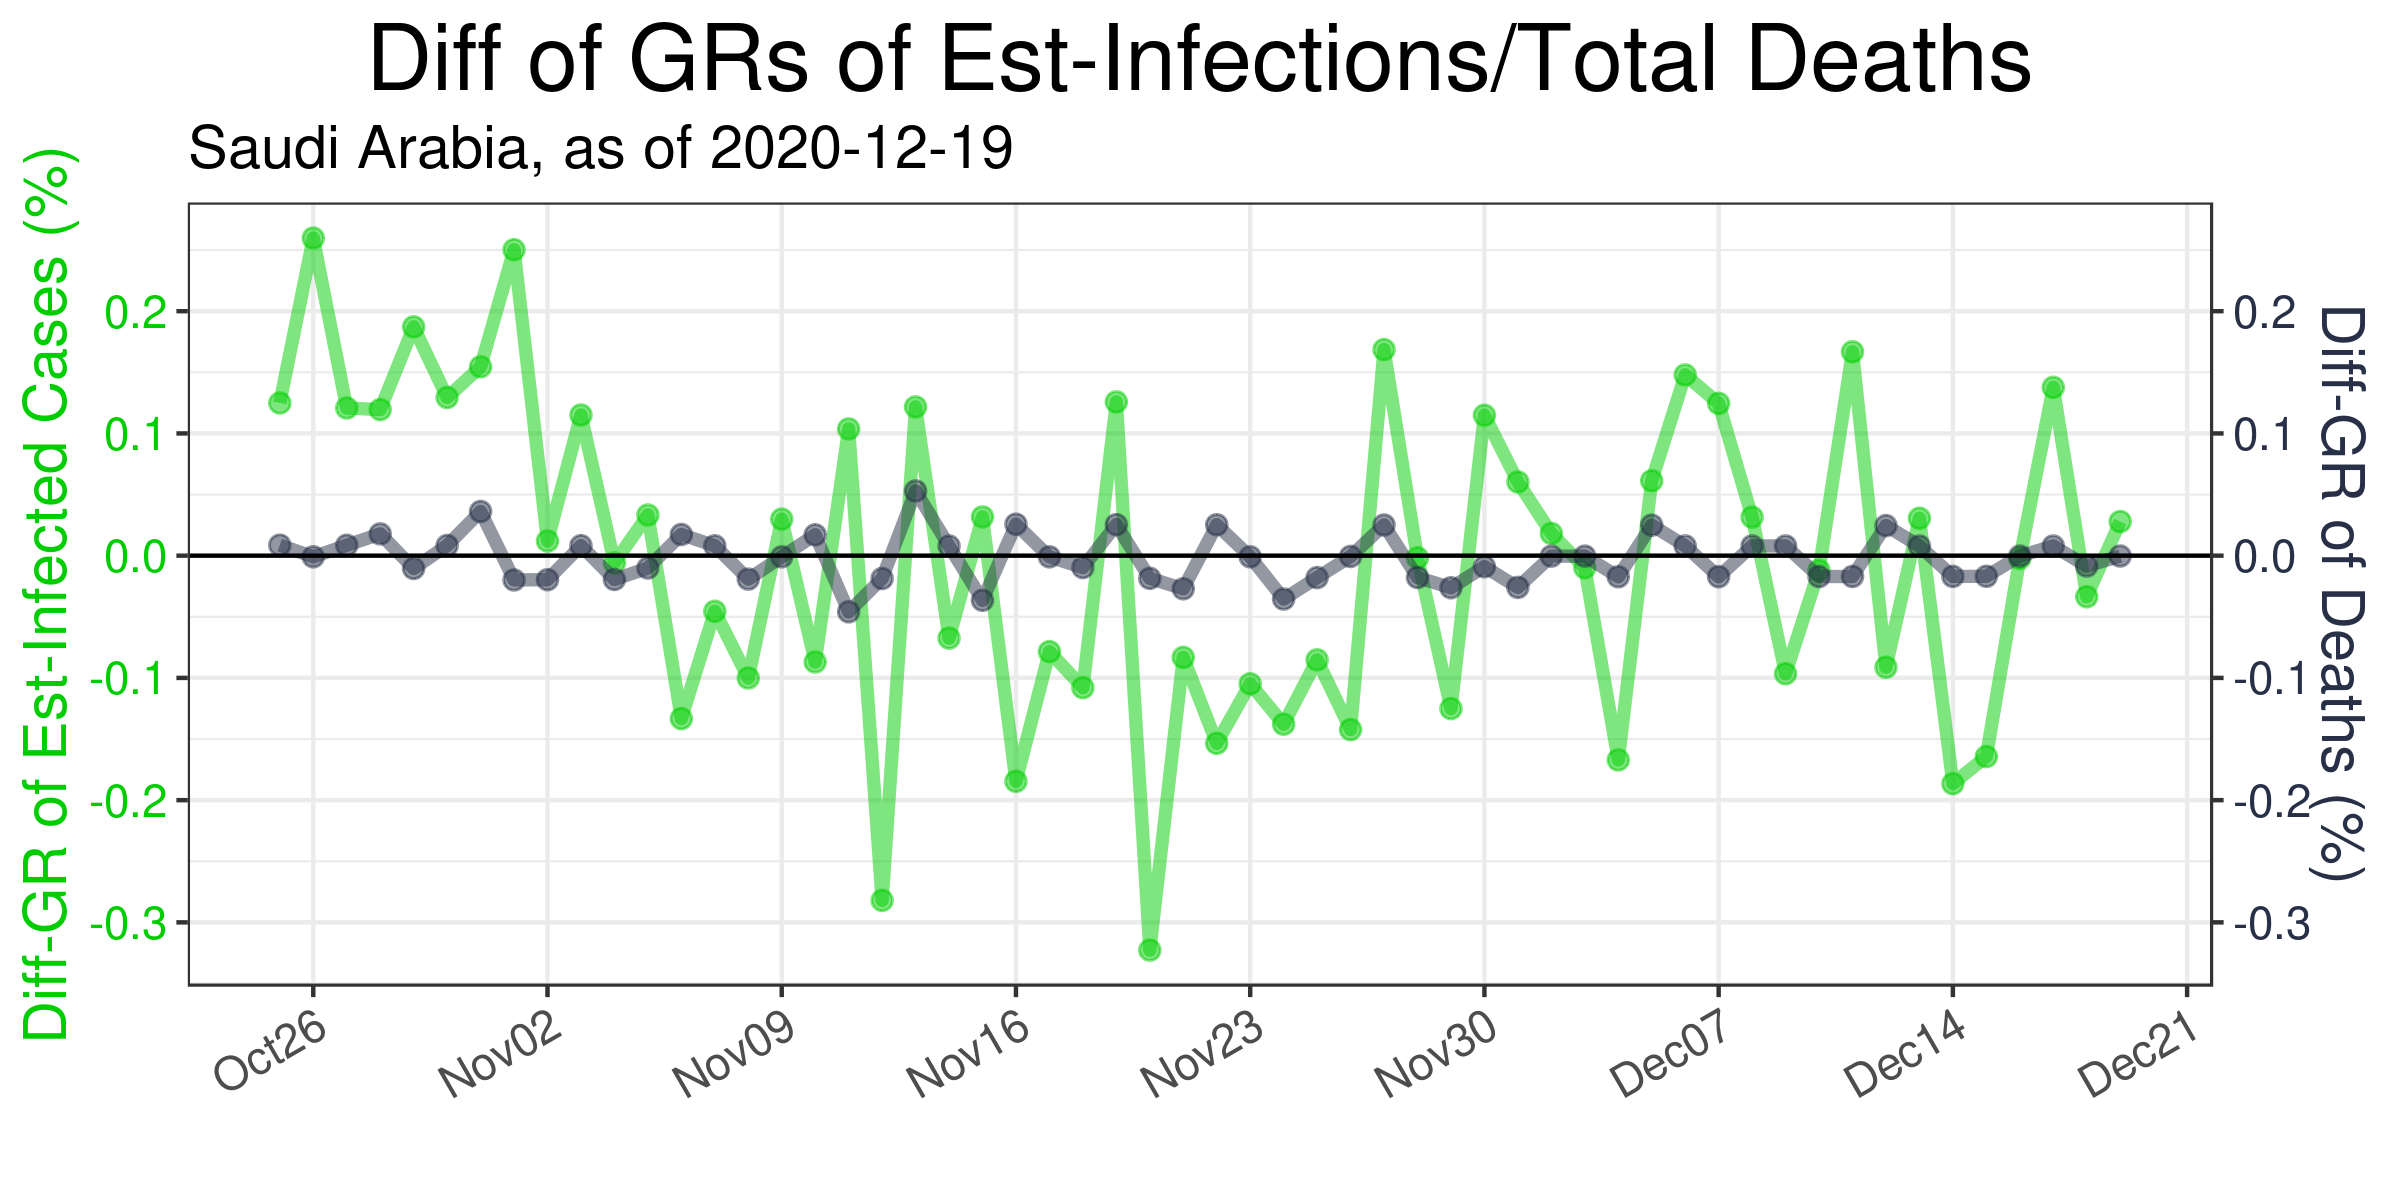 Diff of GRs of Est-Infections/Total Deaths
Saudi Arabia, as of 2020-12-19
Diff-GR of Est-Infected Cases (%)
0.2
0.1
0.0
-0.1
-0.2
-0.3
0.2
0.1
0.0
-0.1
-0.2
-0.3
Diff-GR of Deaths (%)
Oct26
Nov02
Nov09
Nov16
Nov23
Nov30
Dec07
Dec14
Dec21